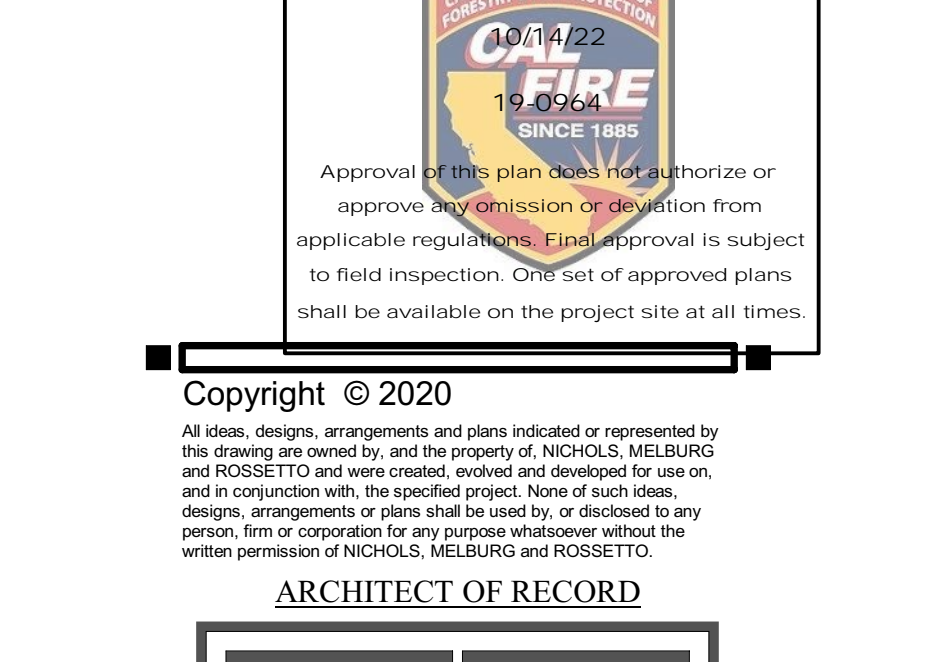 FORESTRY
PROTECTION
10/14/22
CAL
FIRE
19-0964
SINCE 1885
Approval of this plan does not authorize or
approve any omission or deviation from
applicable regulations. Final approval is subject
to field inspection. One set of approved plans
shall be available on the project site at all times.
Copyright © 2020
All ideas, designs, arrangements and plans indicated or represented by
this drawing are owned by, and the property of, NICHOLS, MELBURG
and ROSSETTO and were created, evolved and developed for use on,
and in conjunction with, the specified project. None of such ideas,
designs, arrangements or plans shall be used by, or disclosed to any
person, firm or corporation for any purpose whatsoever without the
written permission of NICHOLS, MELBURG and ROSSETTO.
ARCHITECT OF RECORD